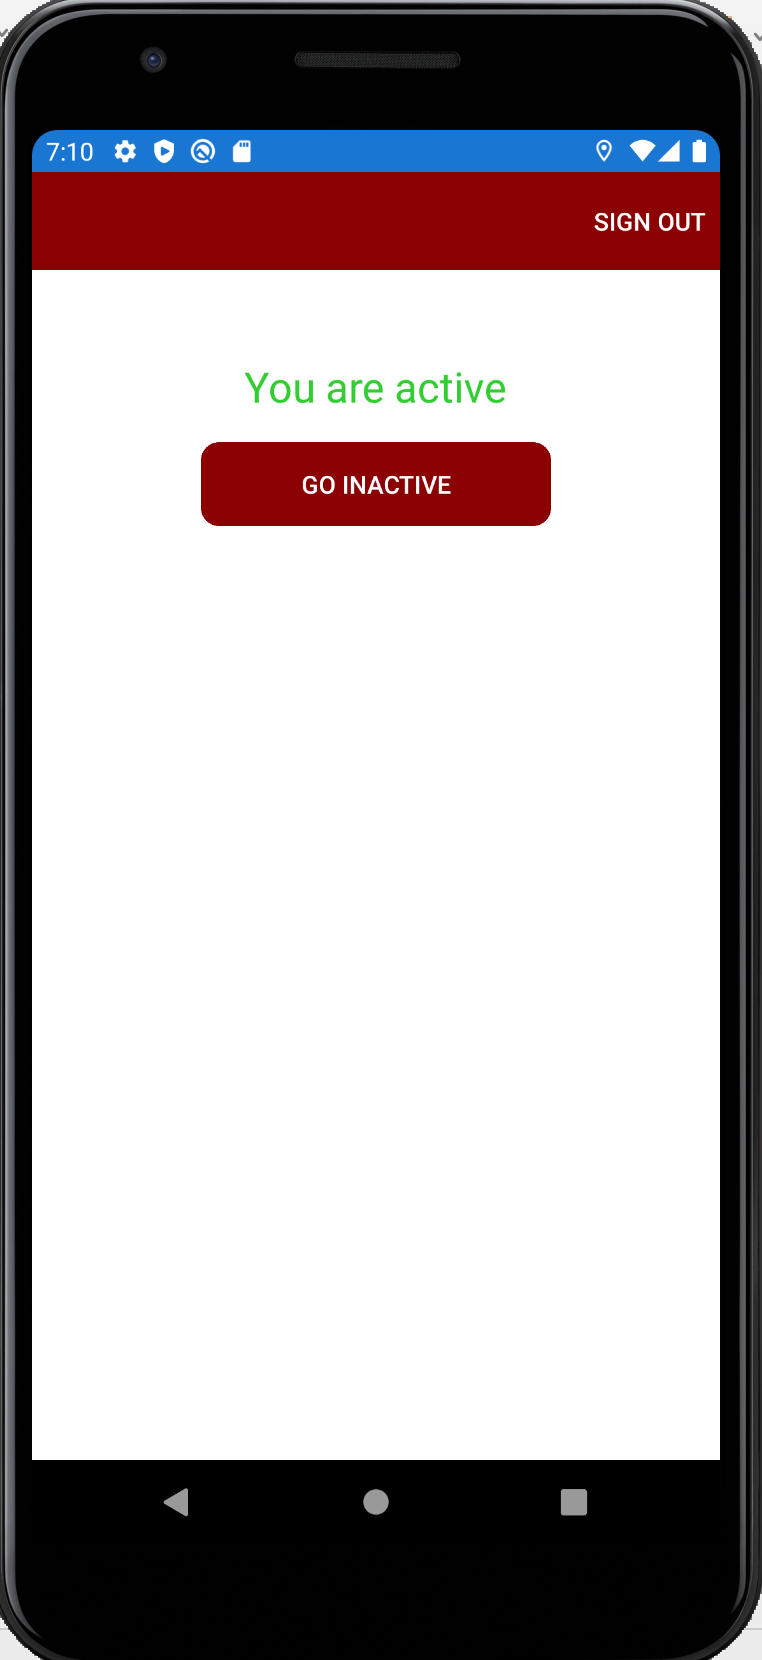 7:10
SIGN OUT
You are active
GO INACTIVE